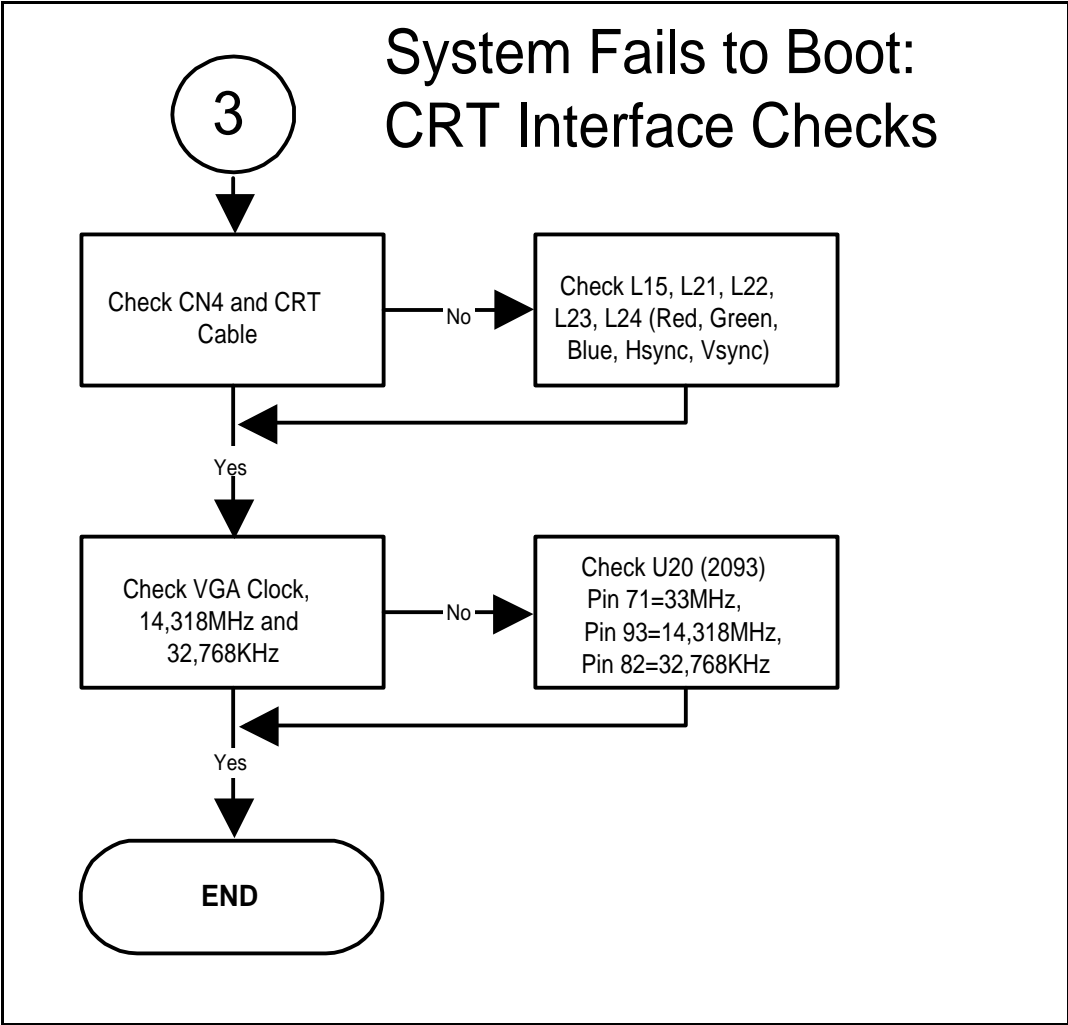 System Fails to Boot:
CRT Interface Checks
3
Check CN4 and CRT
Cable
No
Check L15, L21, L22,
L23, L24 (Red, Green,
Blue, Hsync, Vsync)
Yes
Check VGA Clock,
14,318MHz and
32,768KHz
No
Check U20 (2093)
Pin 71=33MHz,
Pin 93=14,318MHz,
Pin 82=32,768KHz
Yes
END